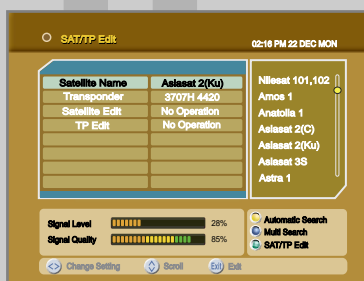 SAT/TP Edit
02:16 PM 22 DEC MON
Satellite Name Asiasat 2(Ku)
Transponder 3707H 4420
Satellite Edit No Operation
TP Edit No Operation
Nilesat 101,102
Amos 1
Anatolia 1
Asiasat 2(C)
Asiasat 2(Ku)
Asiasat 3S
Astra 1
Signal Level 28%
Signal Quality 85%
Automatic Search
Multi Search
SAT/TP Edit
<> Change Setting Scroll Exit Exit